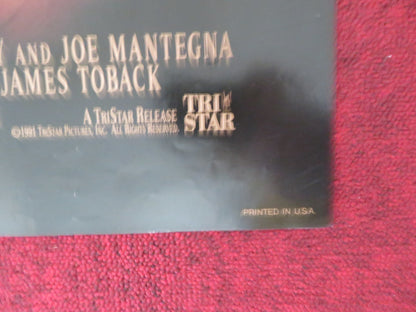 Y AND JOE MANTEGNA
JAMES TOBACK
A TRISTAR RELEASE
©1991 TRISTAR PICTURES, INC. ALL RIGHTS RESERVED.
TRI
STAR
PRINTED IN U.S.A.